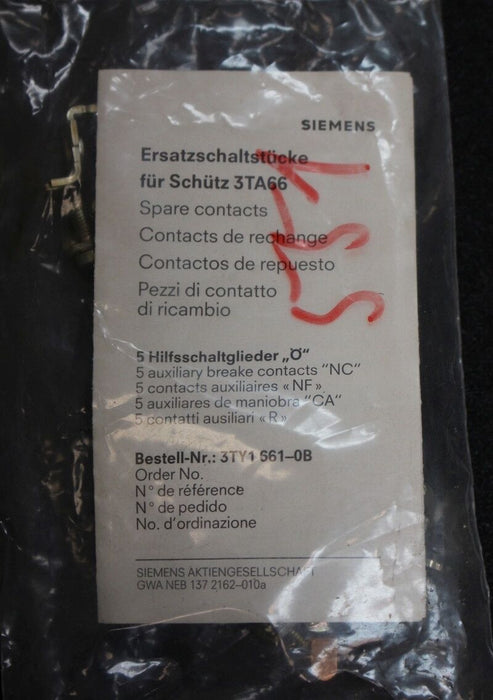 SIEMENS
Ersatzschaltstücke
für Schütz 3TA66
Spare contacts
Contacts de rechange
Contactos de repuesto
Pezzi di contatto
di ricambio
5 Hilfsschaltglieder „Ö“
5 auxiliary breake contacts “NC”
5 contacts auxiliaires «NF»
5 auxiliares de maniobra “CA”
5 contatti ausiliari «R»
Bestell-Nr.: 3TY1 661–0B
Order No.
N° de référence
N° de pedido
No. d'ordinazione
SIEMENS AKTIENGESELLSCHAFT
GWA NEB 137 2162–010a